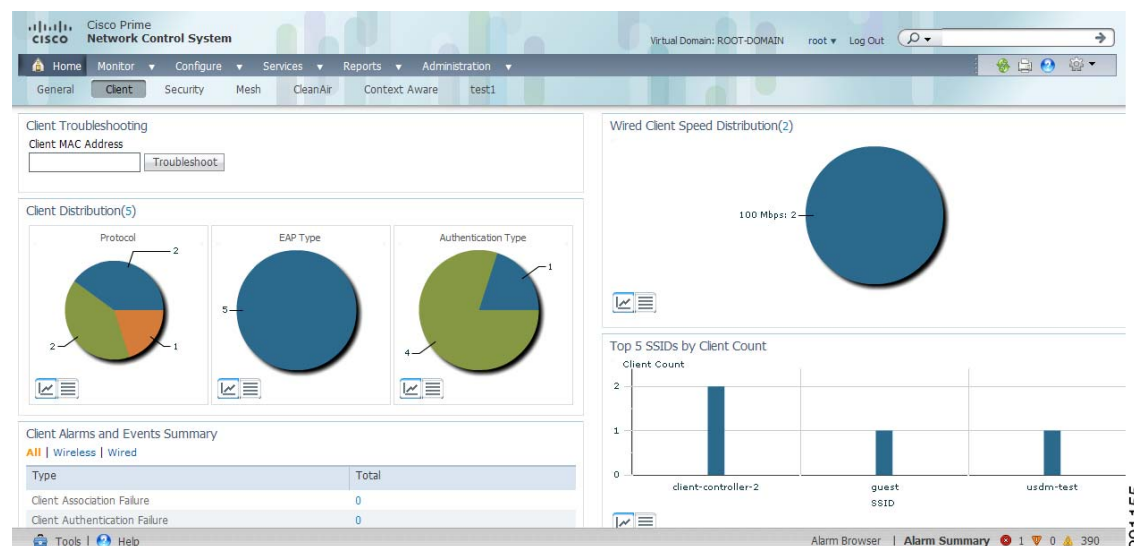 Cisco Prime
CISCO Network Control System
Virtual Domain: ROOT-DOMAIN root Log Out
Home Monitor Configure Services Reports Administration
General Client Security Mesh CleanAir Context Aware test1
Client Troubleshooting
Client MAC Address
Troubleshoot
Client Distribution(5)
Protocol
2
2
1
EAP Type
5
Authentication Type
1
4
Client Alarms and Events Summary
All | Wireless | Wired
Type Total
Client Association Failure 0
Client Authentication Failure 0
Wired Client Speed Distribution(2)
100 Mbps: 2
Top 5 SSIDs by Client Count
Client Count
2
1
0
client-controller-2 guest usdm-test
SSID
Tools | Help
Alarm Browser | Alarm Summary 1 0 390